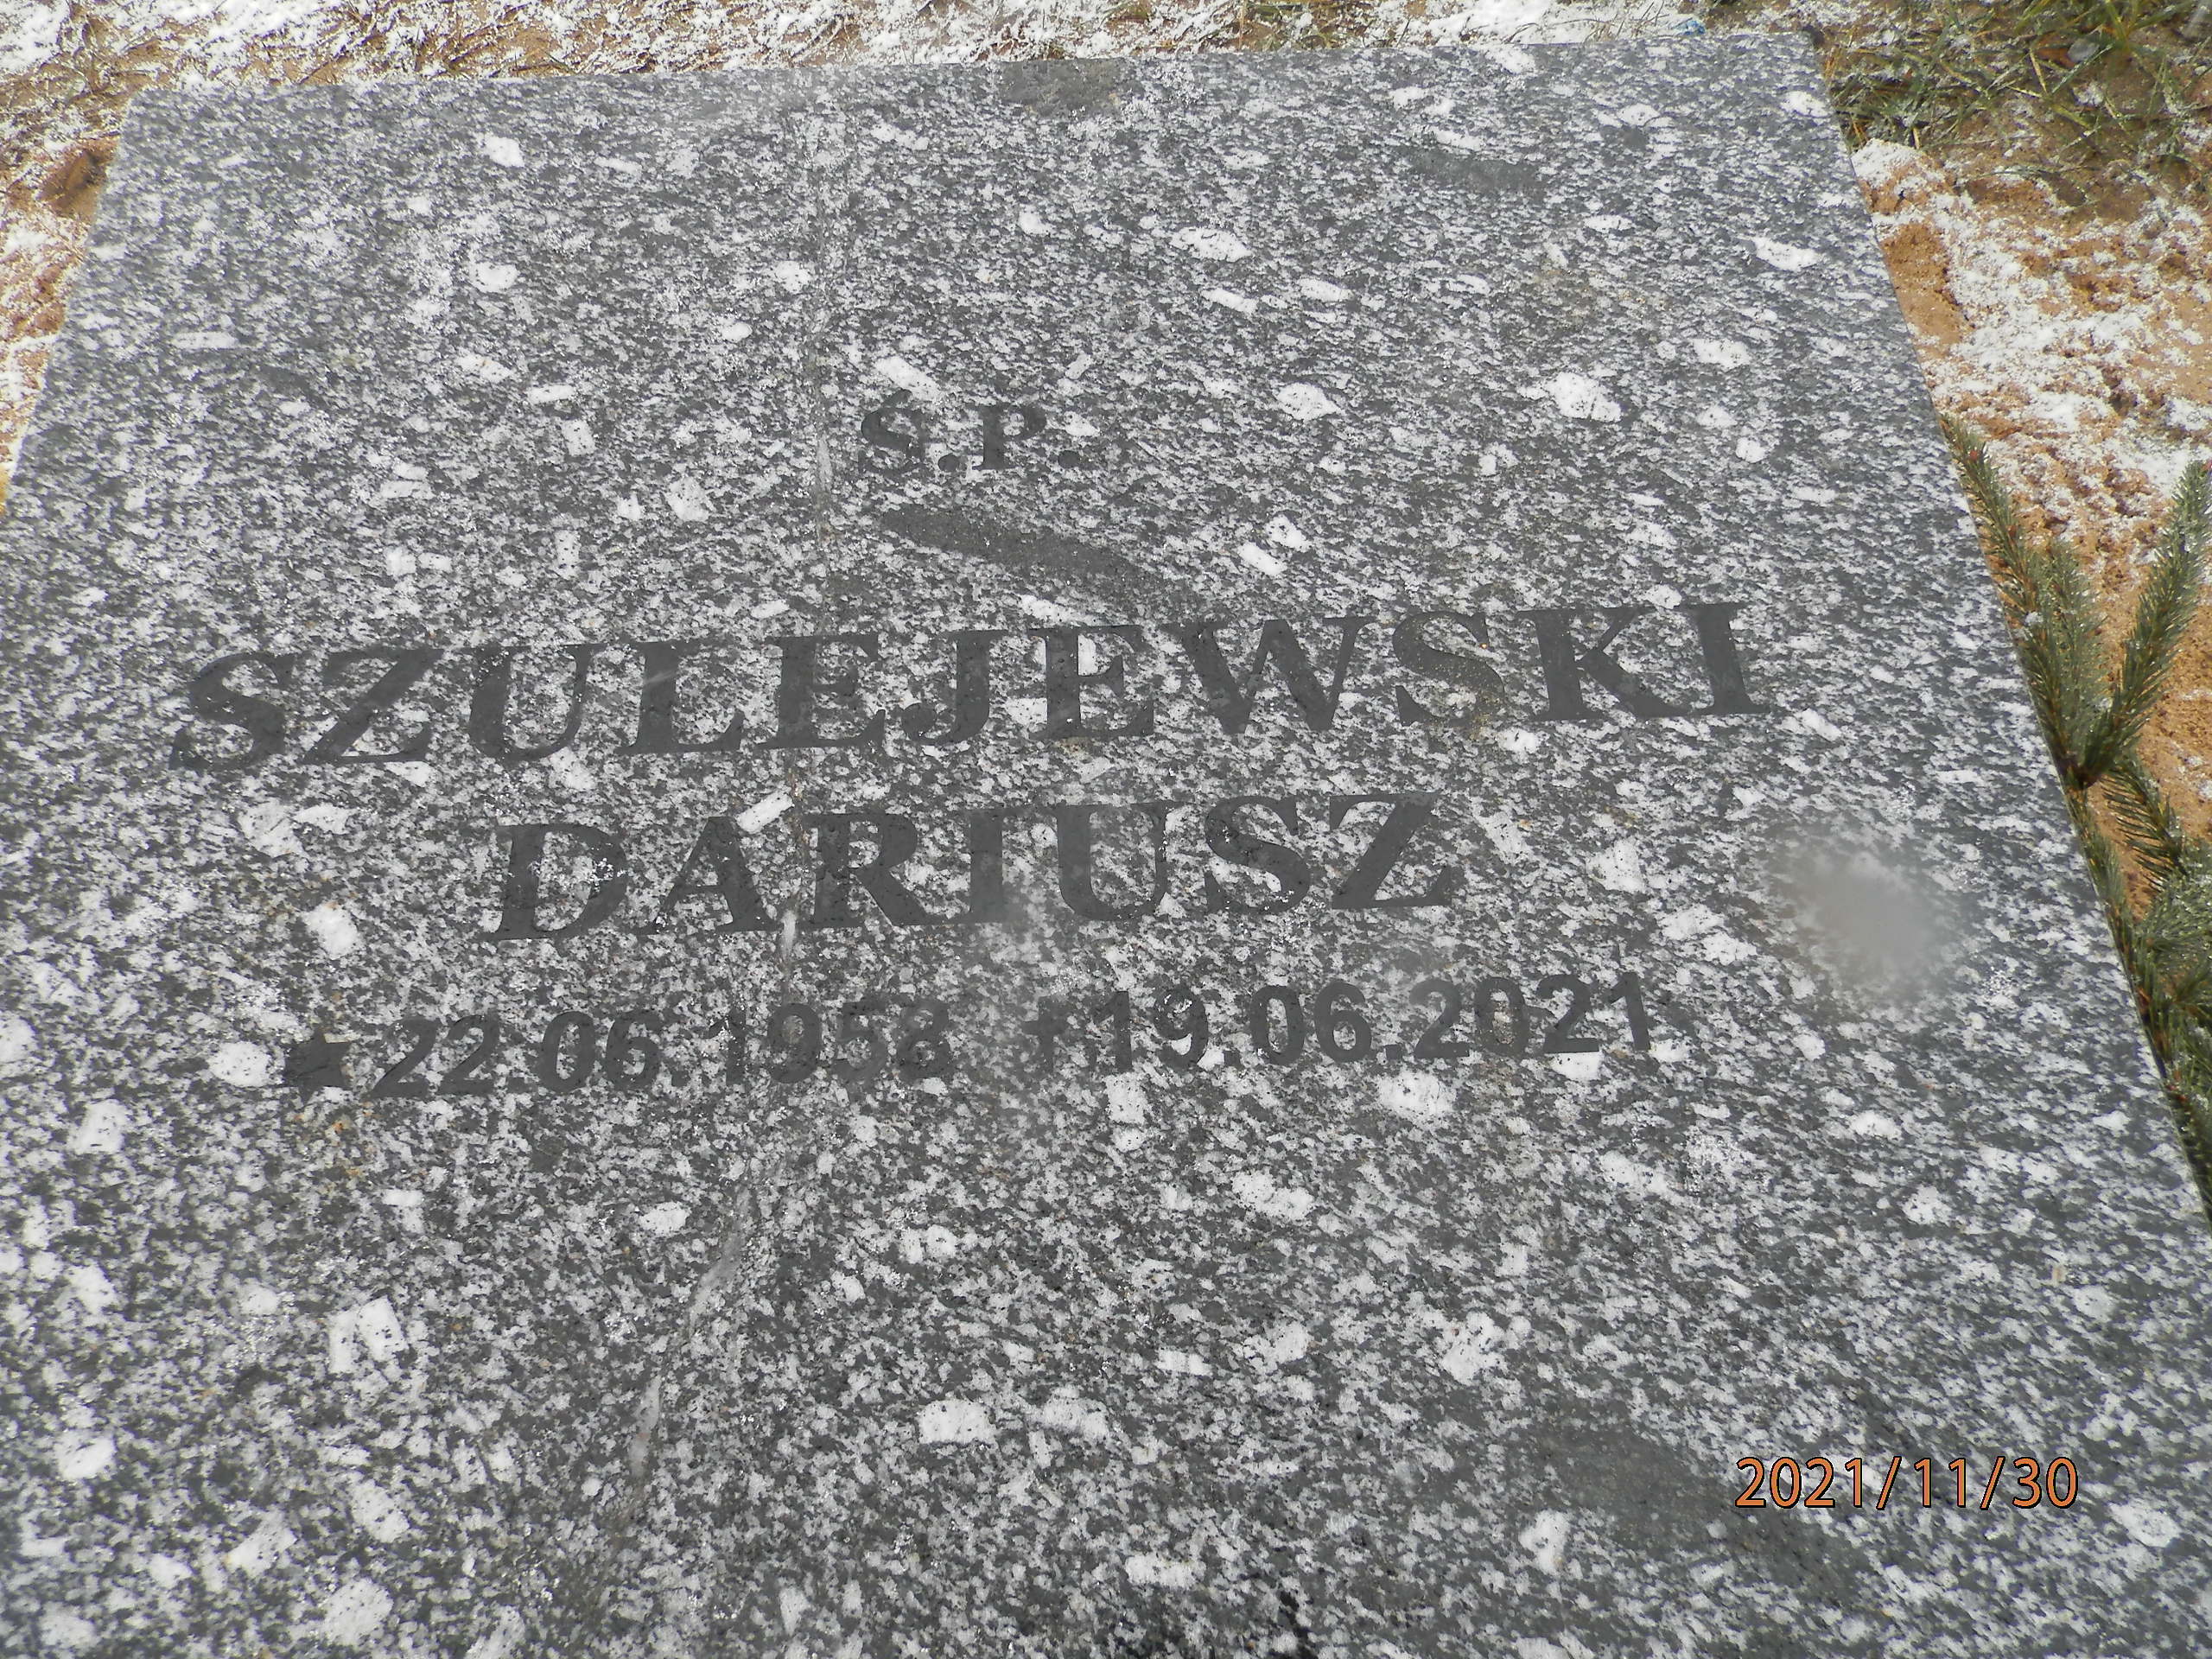 Ś.P.
SZULEJEWSKI
DARIUSZ
★22.06.1958 †19.06.2021
2021/11/30